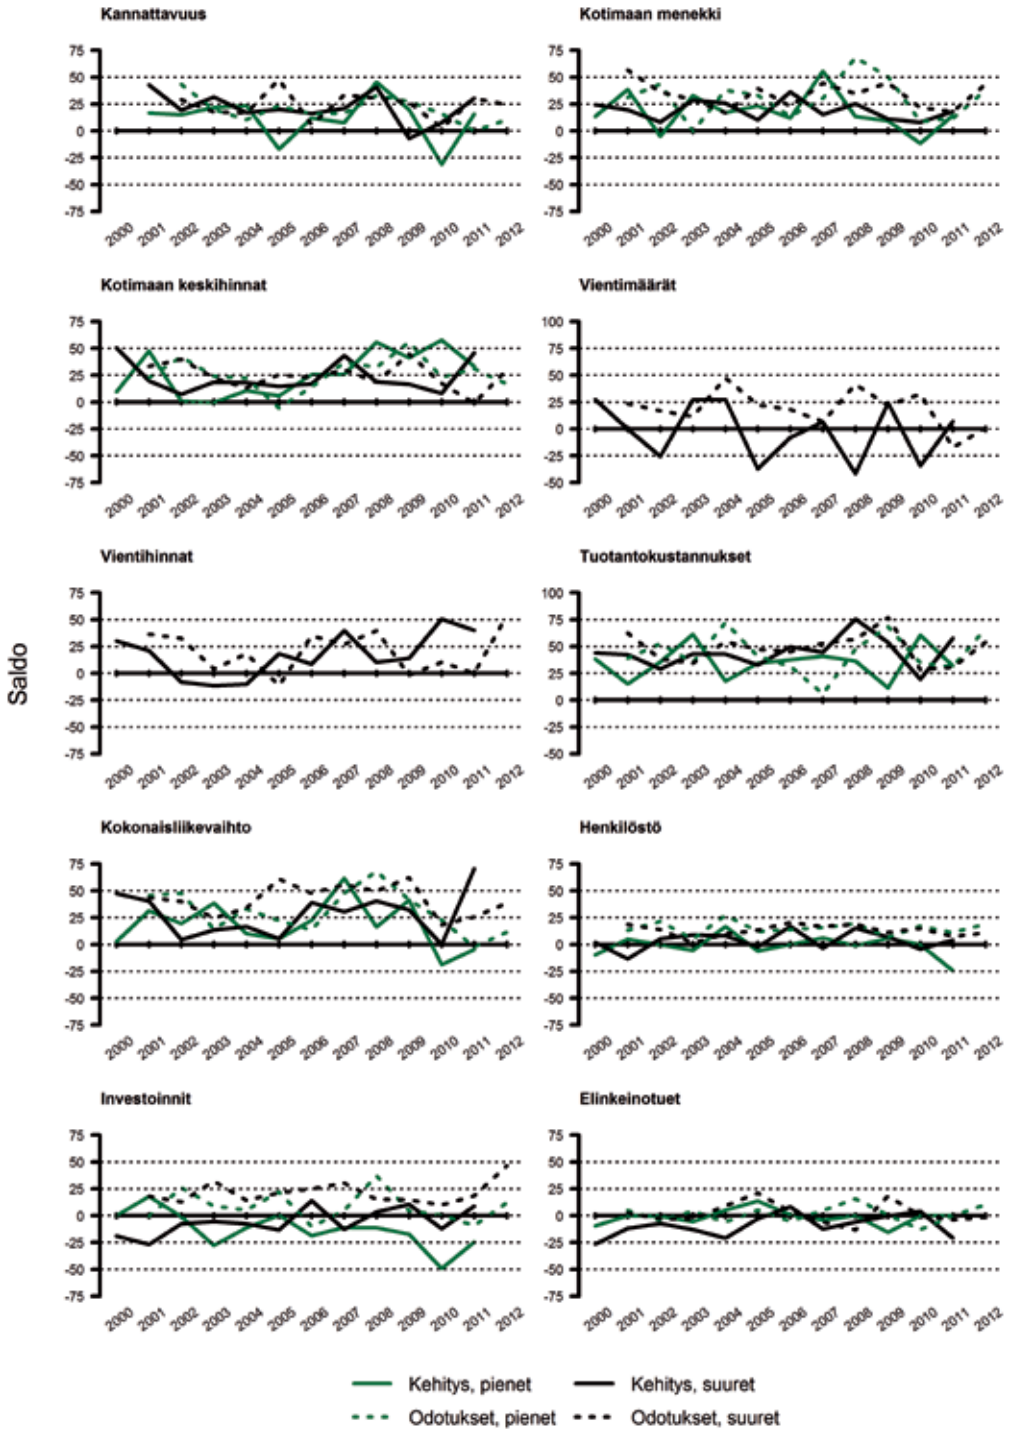 Kannattavuus
75
50
25
0
-25
-50
-75
2000 2001 2002 2003 2004 2005 2006 2007 2008 2009 2010 2011 2012
Kotimaan menekki
75
50
25
0
-25
-50
-75
2000 2001 2002 2003 2004 2005 2006 2007 2008 2009 2010 2011 2012
Kotimaan keskihinnat
75
50
25
0
-25
-50
-75
2000 2001 2002 2003 2004 2005 2006 2007 2008 2009 2010 2011 2012
Vientimäärät
100
75
50
25
0
-25
-50
2000 2001 2002 2003 2004 2005 2006 2007 2008 2009 2010 2011 2012
Saldo
Vientihinnat
75
50
25
0
-25
-50
-75
2000 2001 2002 2003 2004 2005 2006 2007 2008 2009 2010 2011 2012
Tuotantokustannukset
100
75
50
25
0
-25
-50
2000 2001 2002 2003 2004 2005 2006 2007 2008 2009 2010 2011 2012
Kokonaisliikevaihto
75
50
25
0
-25
-50
-75
2000 2001 2002 2003 2004 2005 2006 2007 2008 2009 2010 2011 2012
Henkilöstö
75
50
25
0
-25
-50
-75
2000 2001 2002 2003 2004 2005 2006 2007 2008 2009 2010 2011 2012
Investoinnit
75
50
25
0
-25
-50
-75
2000 2001 2002 2003 2004 2005 2006 2007 2008 2009 2010 2011 2012
Elinkeinotuet
75
50
25
0
-25
-50
-75
2000 2001 2002 2003 2004 2005 2006 2007 2008 2009 2010 2011 2012
Kehitys, pienet
Kehitys, suuret
Odotukset, pienet
Odotukset, suuret